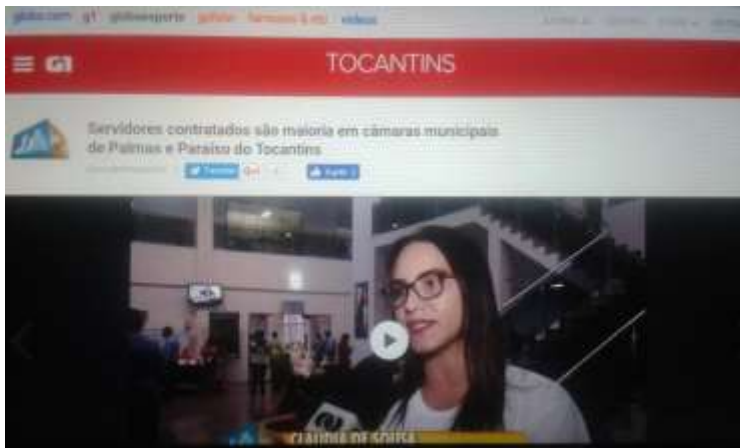 globo.com g1 globoesporte gshow famosos & etc vídeos
G1
TOCANTINS
Servidores contratados são maioria em câmaras municipais
de Palmas e Paraíso do Tocantins
Tweetar G+1
CLAUDIA DE SOUSA